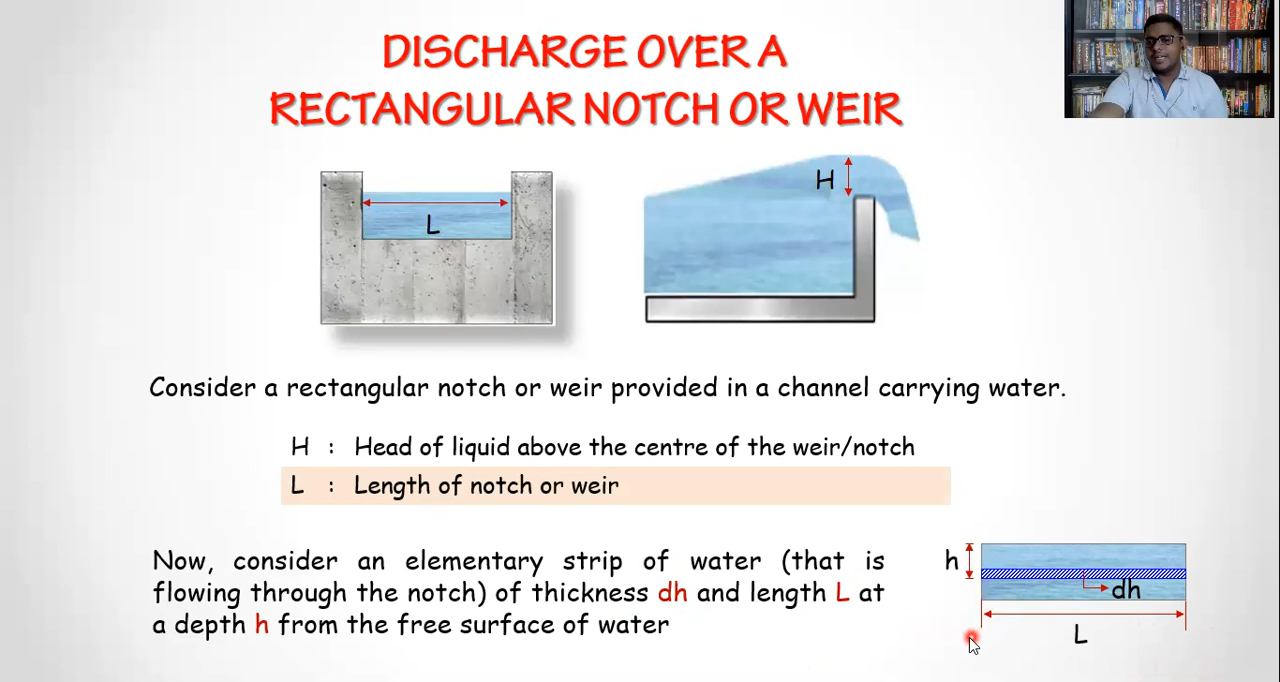 DISCHARGE OVER A
RECTANGULAR NOTCH OR WEIR
L
H
Consider a rectangular notch or weir provided in a channel carrying water.
H : Head of liquid above the centre of the weir/notch
L : Length of notch or weir
Now, consider an elementary strip of water (that is
flowing through the notch) of thickness dh and length L at
a depth h from the free surface of water
h
dh
L